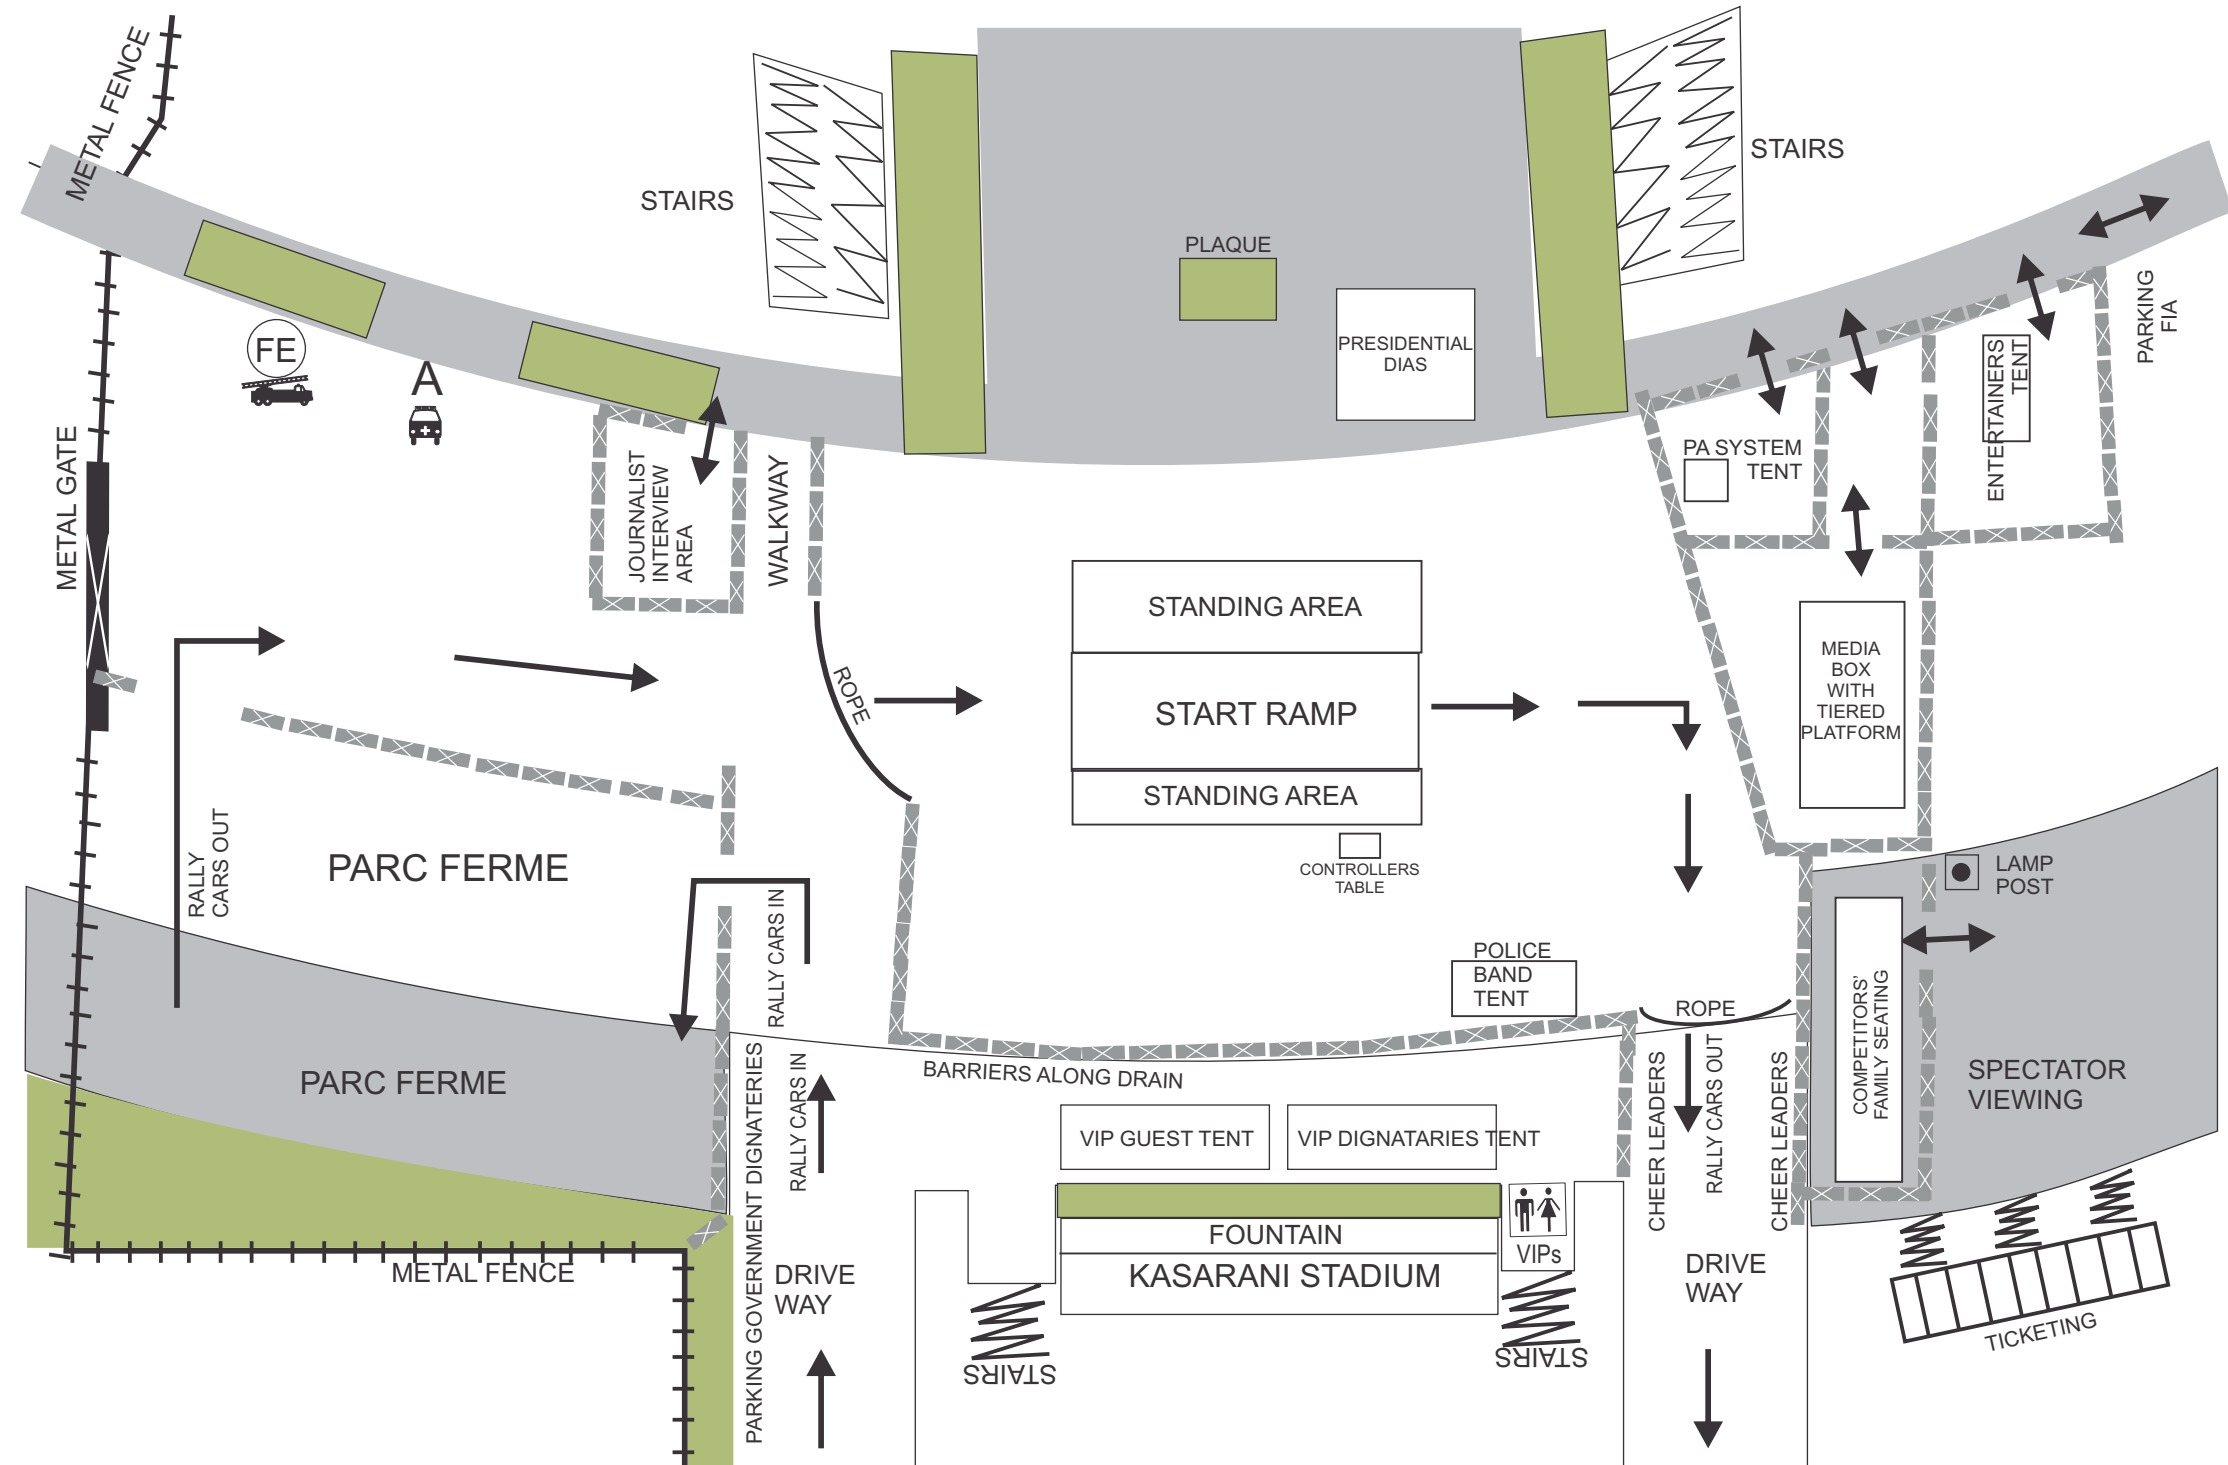 METAL FENCE
STAIRS
STAIRS
PLAQUE
PRESIDENTIAL
DIAS
FE
A
METAL GATE
JOURNALIST
INTERVIEW
AREA
WALKWAY
PA SYSTEM
TENT
ENTERTAINERS
TENT
PARKING
FIA
STANDING AREA
START RAMP
STANDING AREA
CONTROLLERS
TABLE
ROPE
MEDIA
BOX
WITH
TIERED
PLATFORM
RALLY
CARS OUT
PARC FERME
RALLY CARS IN
LAMP
POST
POLICE
BAND
TENT
ROPE
COMPETITORS'
FAMILY SEATING
SPECTATOR
VIEWING
PARC FERME
PARKING GOVERNMENT DIGNATERIES
RALLY CARS IN
BARRIERS ALONG DRAIN
VIP GUEST TENT
VIP DIGNATARIES TENT
CHEER LEADERS
RALLY CARS OUT
CHEER LEADERS
FOUNTAIN
KASARANI STADIUM
VIPs
METAL FENCE
DRIVE
WAY
DRIVE
WAY
STAIRS
STAIRS
TICKETING